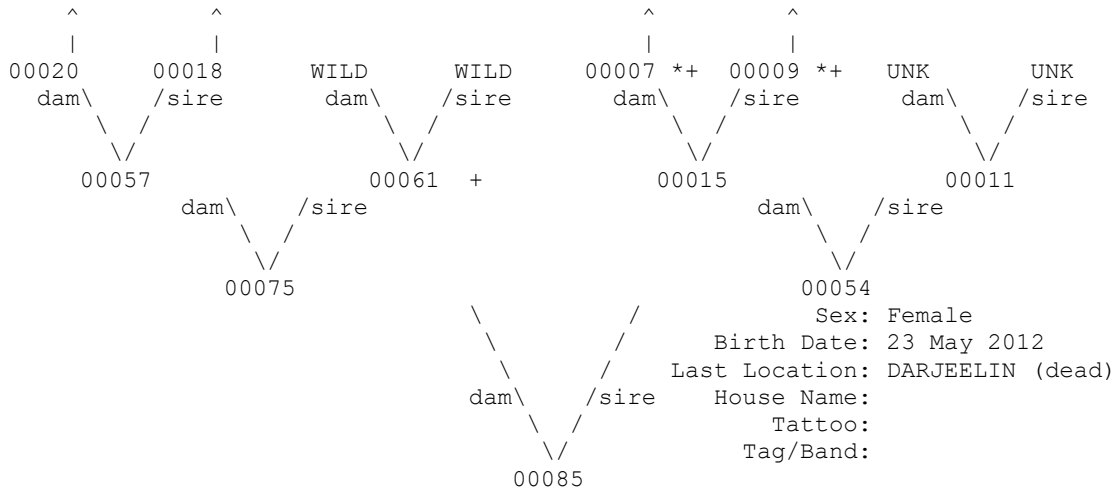 ^ ^ ^ ^
| | | |
00020 00018 WILD WILD 00007 *+ 00009 *+ UNK UNK
dam\ /sire dam\ /sire dam\ /sire dam\ /sire
\ / \ / \ / \ /
\/ \/ \/ \/
00057 00061 + 00015 00011
dam\ /sire dam\ /sire
\ / \ /
\/ \/
00075 00054
\ / Sex: Female
\ / Birth Date: 23 May 2012
\ / Last Location: DARJEELIN (dead)
dam\ /sire House Name:
\ / Tattoo:
\/ Tag/Band:
00085